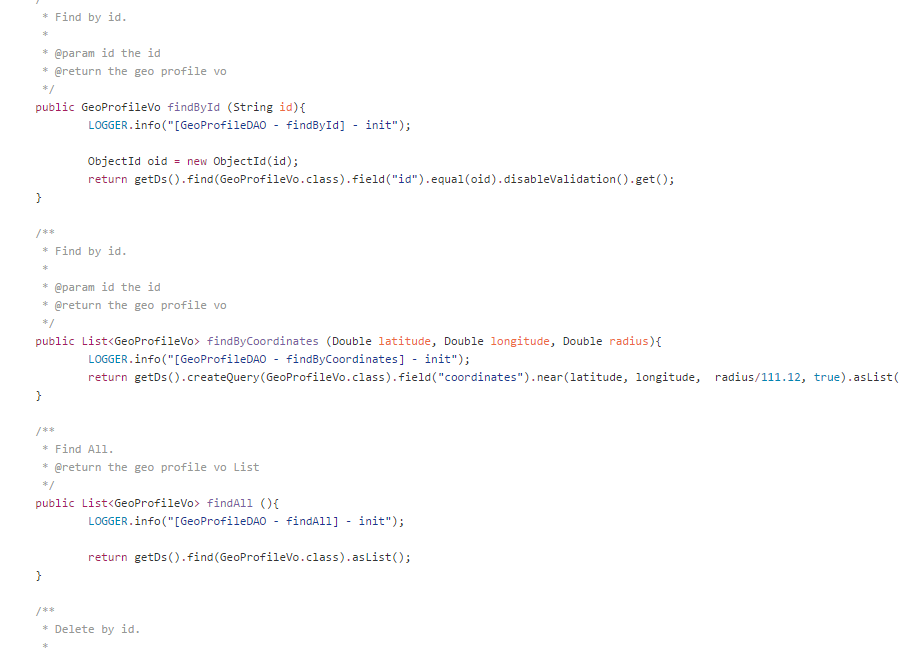 /
* Find by id.
*
* @param id the id
* @return the geo profile vo
*/
public GeoProfileVo findById (String id){
LOGGER.info("[GeoProfileDAO - findById] - init");
ObjectId oid = new ObjectId(id);
return getDs().find(GeoProfileVo.class).field("id").equal(oid).disableValidation().get();
}
/**
* Find by id.
*
* @param id the id
* @return the geo profile vo
*/
public List<GeoProfileVo> findByCoordinates (Double latitude, Double longitude, Double radius){
LOGGER.info("[GeoProfileDAO - findByCoordinates] - init");
return getDs().createQuery(GeoProfileVo.class).field("coordinates").near(latitude, longitude,  radius/111.12, true).asList(
}
/**
* Find All.
* @return the geo profile vo List
*/
public List<GeoProfileVo> findAll (){
LOGGER.info("[GeoProfileDAO - findAll] - init");
return getDs().find(GeoProfileVo.class).asList();
}
/**
* Delete by id.
*